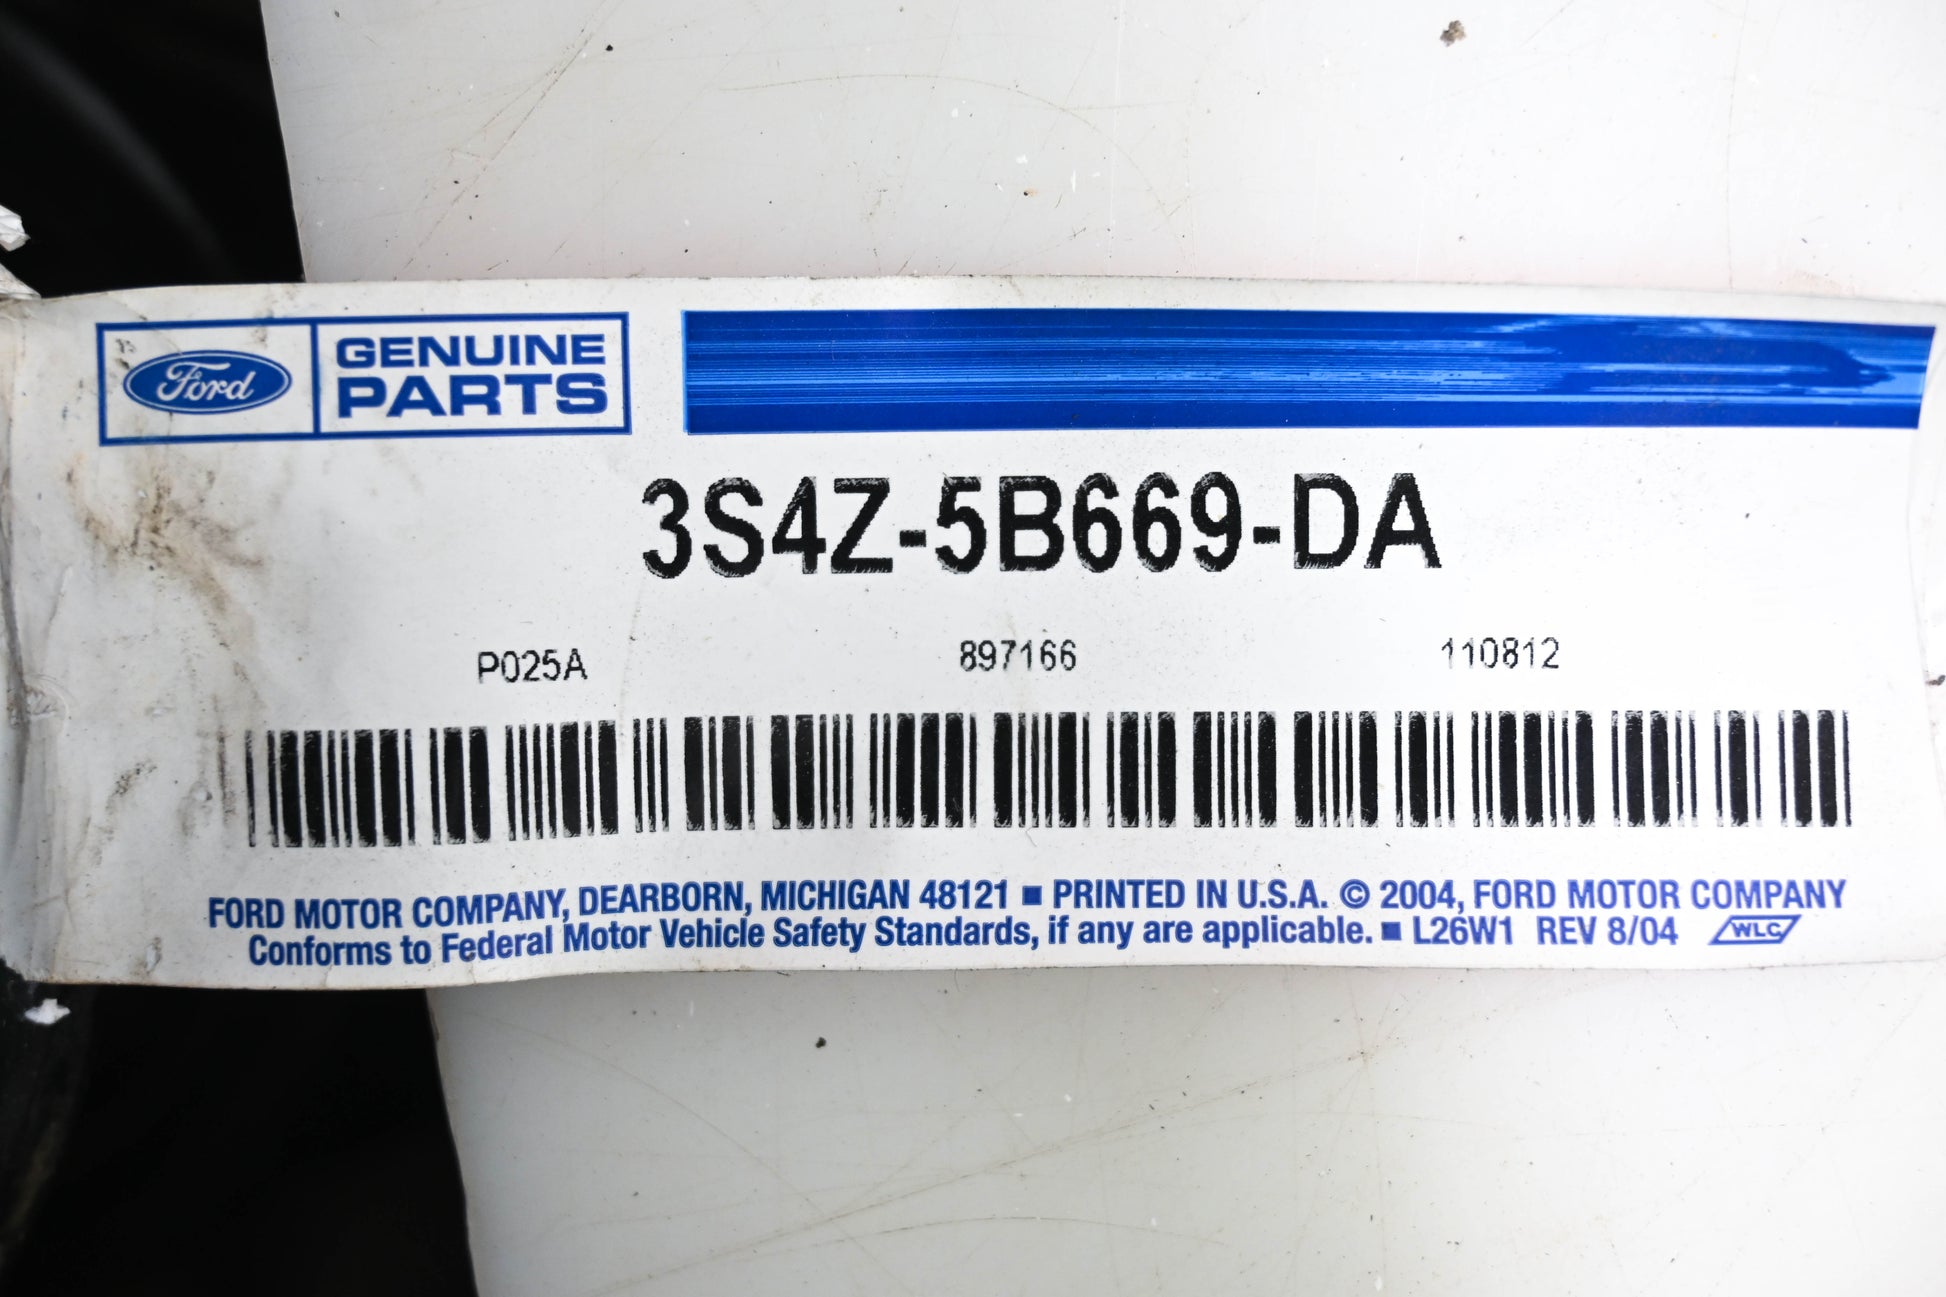 Ford
GENUINE
PARTS
3S4Z-5B669-DA
P025A 897166 110812
FORD MOTOR COMPANY, DEARBORN, MICHIGAN 48121 ■ PRINTED IN U.S.A. © 2004, FORD MOTOR COMPANY
Conforms to Federal Motor Vehicle Safety Standards, if any are applicable. ■ L26W1 REV 8/04 WLC